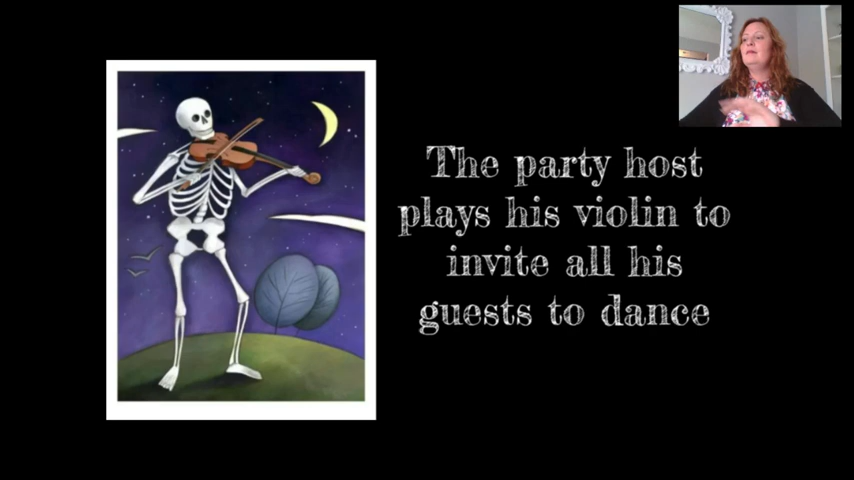 The party host
plays his violin to
invite all his
guests to dance